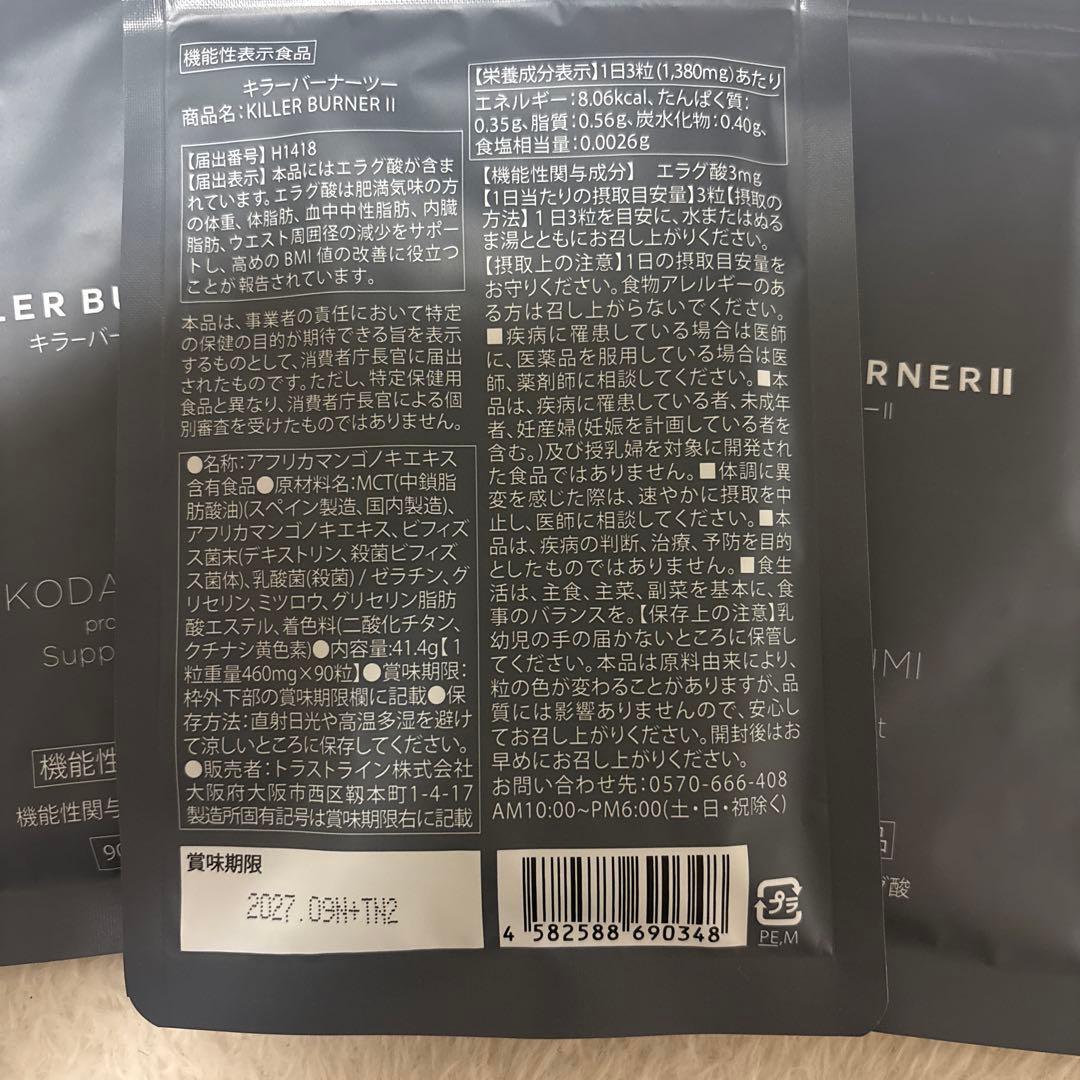 機能性表示食品
キラーバーナーツー
商品名：KILLER BURNER II
【届出番号】H1418
【届出表示】本品にはエラグ酸が含ま
れています。エラグ酸は肥満気味の方
の体重、体脂肪、血中中性脂肪、内臓
脂肪、ウエスト周囲径の減少をサポー
トし、高めのBMI値の改善に役立つ
ことが報告されています。
本品は、事業者の責任において特定
の保健の目的が期待できる旨を表示
するものとして、消費者庁長官に届出
されたものです。ただし、特定保健用
食品と異なり、消費者庁長官による個
別審査を受けたものではありません。
●名称：アフリカマンゴノキエキス
含有食品●原材料名：MCT(中鎖脂
肪酸油)(スペイン製造、国内製造)、
アフリカマンゴノキエキス、ビフィズ
ス菌末(デキストリン、殺菌ビフィズ
ス菌体)、乳酸菌(殺菌) / ゼラチン、グ
リセリン、ミツロウ、グリセリン脂肪
酸エステル、着色料(二酸化チタン、
クチナシ黄色素)●内容量：41.4g【1
粒重量460mg×90粒】●賞味期限：
枠外下部の賞味期限欄に記載●保
存方法：直射日光や高温多湿を避け
て涼しいところに保存してください。
●販売者：トラストライン株式会社
大阪府大阪市西区靱本町1-4-17
製造所固有記号は賞味期限右に記載
賞味期限
2027.09N+TN2
【栄養成分表示】1日3粒(1,380mg)あたり
エネルギー：8.06kcal、たんぱく質：
0.35g、脂質：0.56g、炭水化物：0.40g、
食塩相当量：0.0026g
【機能性関与成分】 エラグ酸3mg
【1日当たりの摂取目安量】3粒【摂取の
方法】1日3粒を目安に、水またはぬる
ま湯とともにお召し上がりください。
【摂取上の注意】1日の摂取目安量を
お守りください。食物アレルギーのあ
る方は召し上がらないでください。
■疾病に罹患している場合は医師
に、医薬品を服用している場合は医
師、薬剤師に相談してください。■本
品は、疾病に罹患している者、未成年
者、妊産婦(妊娠を計画している者を
含む。)及び授乳婦を対象に開発され
た食品ではありません。■体調に異
変を感じた際は、速やかに摂取を中
止し、医師に相談してください。■本
品は、疾病の判断、治療、予防を目的
としたものではありません。■食生
活は、主食、主菜、副菜を基本に、食
事のバランスを。【保存上の注意】乳
幼児の手の届かないところに保管し
てください。本品は原料由来により、
粒の色が変わることがありますが、品
質には影響ありませんので、安心し
てお召し上がりください。開封後はお
早めにお召し上がりください。
お問い合わせ先：0570-666-408
AM10:00~PM6:00(土・日・祝除く)
4 582588 690348
プラ
PE,M
LER BU
キラーバー
KODA
pro
Supp
機能性
機能性関与
90
RNER II
ーII
UMI
t
品
グ酸